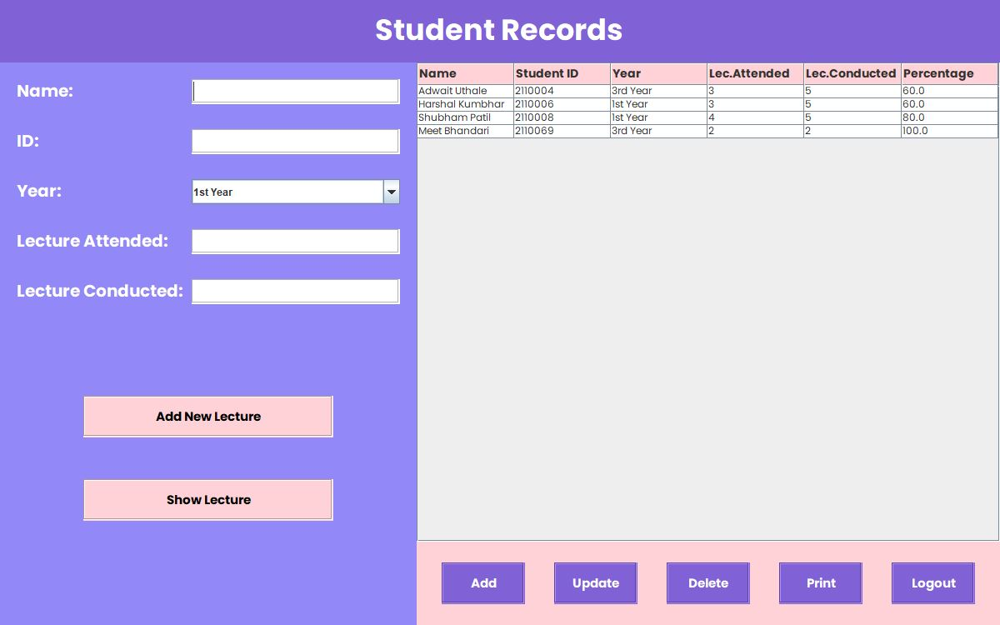 Student Records
Name:
ID:
Year:
1st Year
Lecture Attended:
Lecture Conducted:
Add New Lecture
Show Lecture
Name Student ID Year Lec.Attended Lec.Conducted Percentage
Adwait Uthale 2110004 3rd Year 3 5 60.0
Harshal Kumbhar 2110006 1st Year 3 5 60.0
Shubham Patil 2110008 1st Year 4 5 80.0
Meet Bhandari 2110069 3rd Year 2 2 100.0
Add Update Delete Print Logout